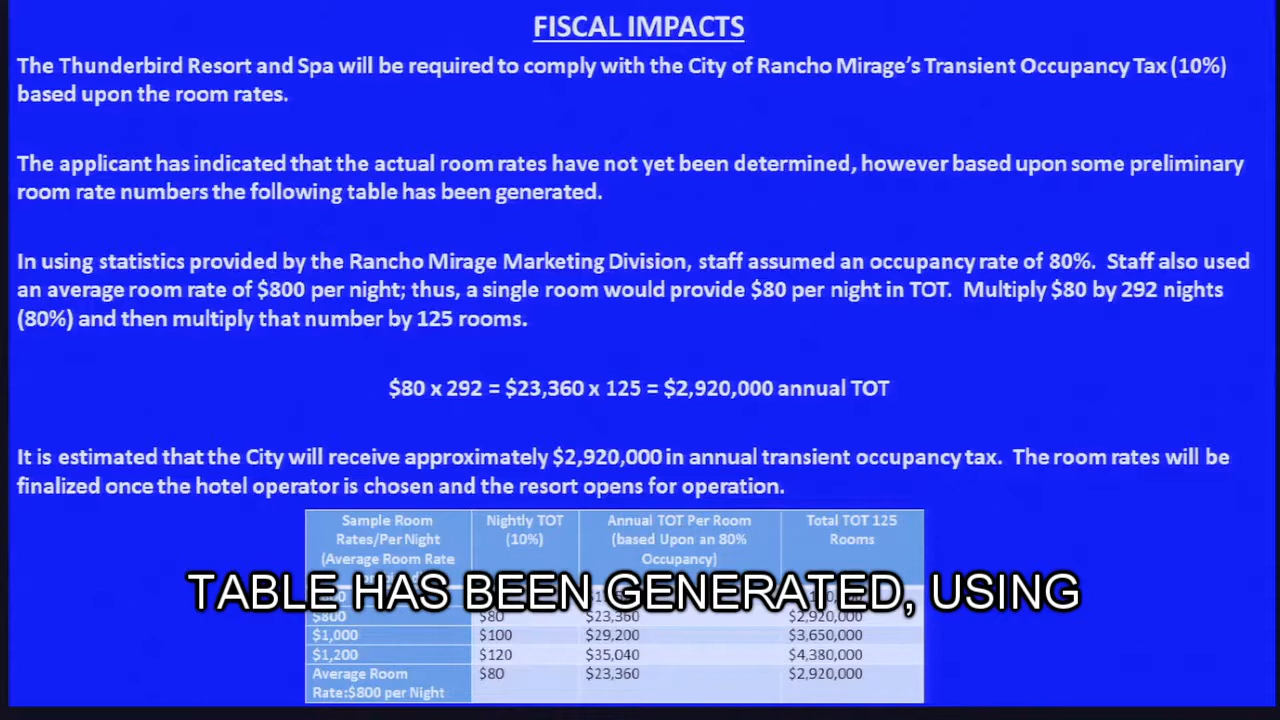 FISCAL IMPACTS
The Thunderbird Resort and Spa will be required to comply with the City of Rancho Mirage's Transient Occupancy Tax (10%)
based upon the room rates.
The applicant has indicated that the actual room rates have not yet been determined, however based upon some preliminary
room rate numbers the following table has been generated.
In using statistics provided by the Rancho Mirage Marketing Division, staff assumed an occupancy rate of 80%. Staff also used
an average room rate of $800 per night; thus, a single room would provide $80 per night in TOT. Multiply $80 by 292 nights
(80%) and then multiply that number by 125 rooms.
$80 x 292 = $23,360 x 125 = $2,920,000 annual TOT
It is estimated that the City will receive approximately $2,920,000 in annual transient occupancy tax. The room rates will be
finalized once the hotel operator is chosen and the resort opens for operation.
Sample Room Nightly TOT Annual TOT Per Room Total TOT 125
Rates/Per Night (10%) (based Upon an 80% Rooms
(Average Room Rate Occupancy)
TABLE HAS BEEN GENERATED, USING
$800 $80 $23,360 $2,920,000
$1,000 $100 $29,200 $3,650,000
$1,200 $120 $35,040 $4,380,000
Average Room $80 $23,360 $2,920,000
Rate:$800 per Night